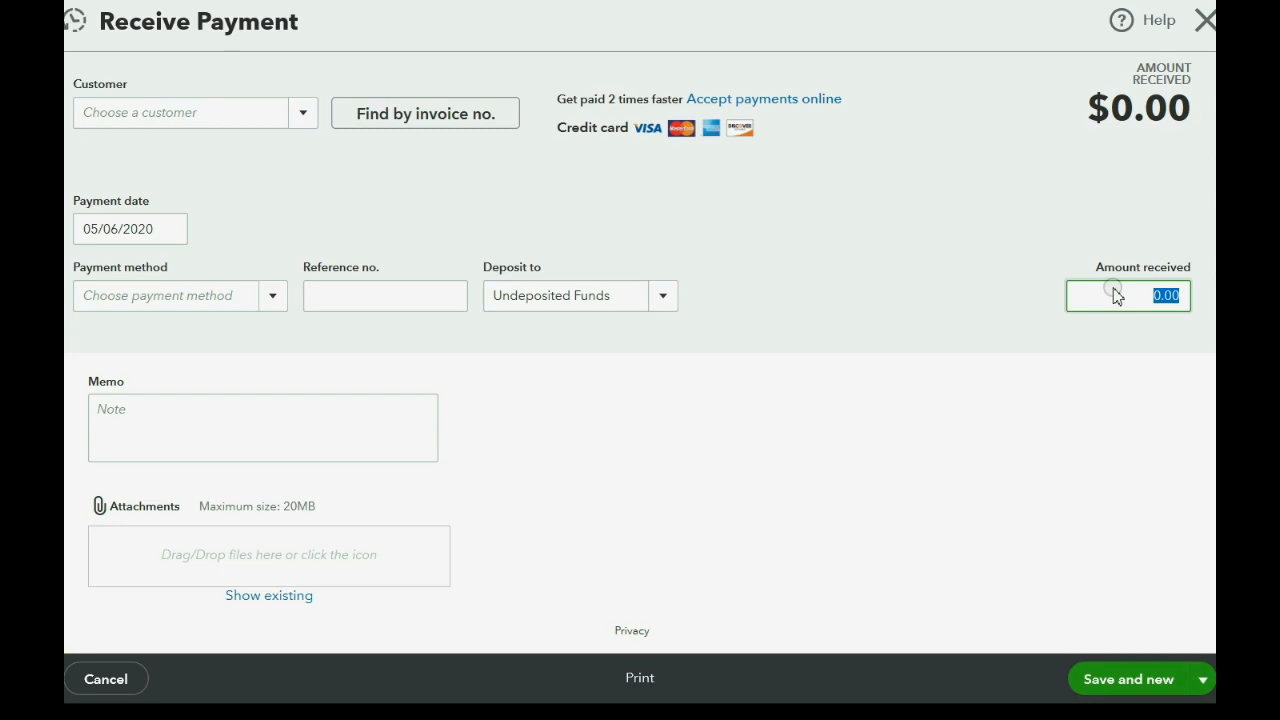 Receive Payment
Help
AMOUNT
RECEIVED
$0.00
Customer
Choose a customer
Find by invoice no.
Get paid 2 times faster Accept payments online
Credit card VISA MasterCard DISCOVER
Payment date
05/06/2020
Payment method
Reference no.
Deposit to
Amount received
Choose payment method
Undeposited Funds
0.00
Memo
Note
Attachments Maximum size: 20MB
Drag/Drop files here or click the icon
Show existing
Privacy
Cancel
Print
Save and new